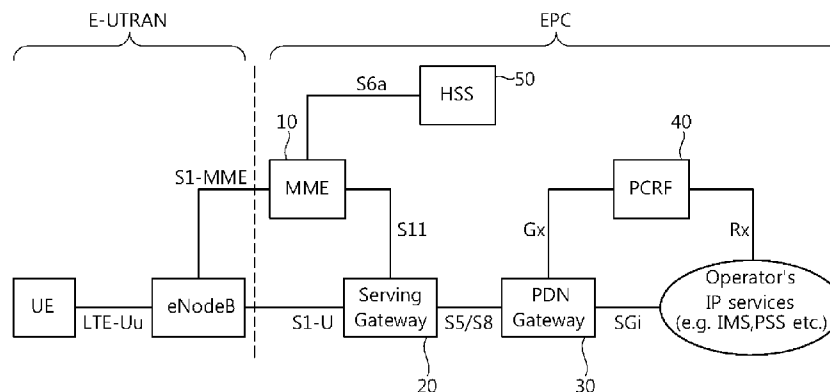 E-UTRAN
EPC
S6a
HSS
50
10
40
S1-MME
MME
PCRF
S11
Gx
Rx
UE
LTE-Uu
eNodeB
S1-U
Serving
Gateway
S5/S8
PDN
Gateway
SGi
Operator's
IP services
(e.g. IMS,PSS etc.)
20
30